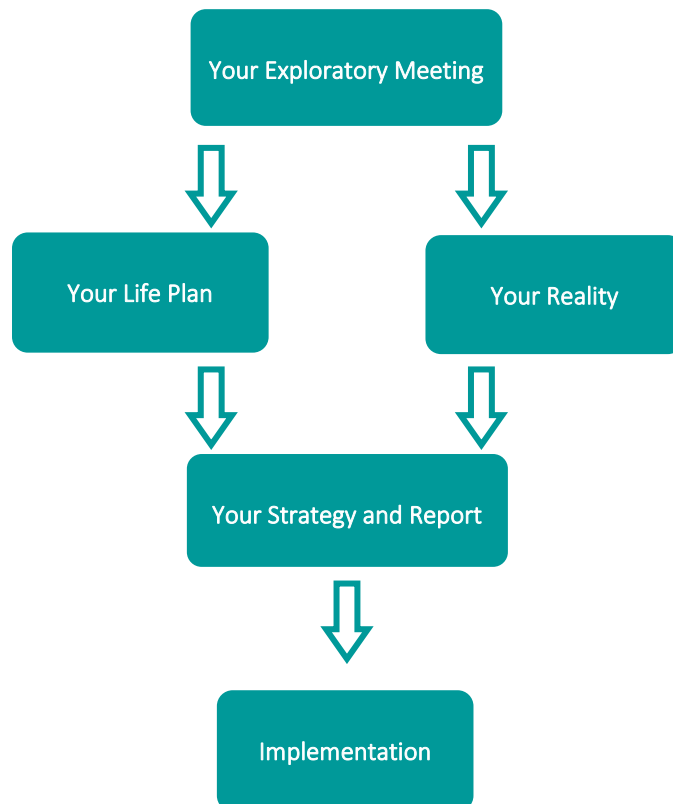 Your Exploratory Meeting
Your Life Plan
Your Reality
Your Strategy and Report
Implementation